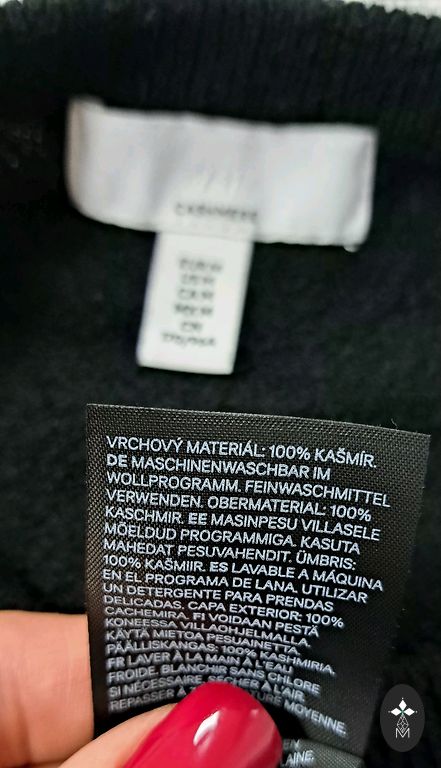 CASHMERE
VRCHOVÝ MATERIÁL: 100% KAŠMÍR.
DE MASCHINENWASCHBAR IM
WOLLPROGRAMM. FEINWASCHMITTEL
VERWENDEN. OBERMATERIAL: 100%
KASCHMIR. EE MASINPESU VILLASELE
MÕELDUD PROGRAMMIGA. KASUTA
MAHEDAT PESUVAHENDIT. ÜMBRIS:
100% KAŠMIIR. ES LAVABLE A MÁQUINA
EN EL PROGRAMA DE LANA. UTILIZAR
UN DETERGENTE PARA PRENDAS
DELICADAS. CAPA EXTERIOR: 100%
CACHEMIRA. FI VOIDAAN PESTÄ
KONEESSA VILLAOHJELMALLA.
KÄYTÄ MIETOA PESUAINETTA.
PÄÄLLISKANGAS: 100% KASHMIRIA.
FR LAVER À LA MAIN À L'EAU
FROIDE. BLANCHIR SANS CHLORE
SI NÉCESSAIRE. SÉCHER À L'AIR.
REPASSER À MOYENNE.
LAINE.